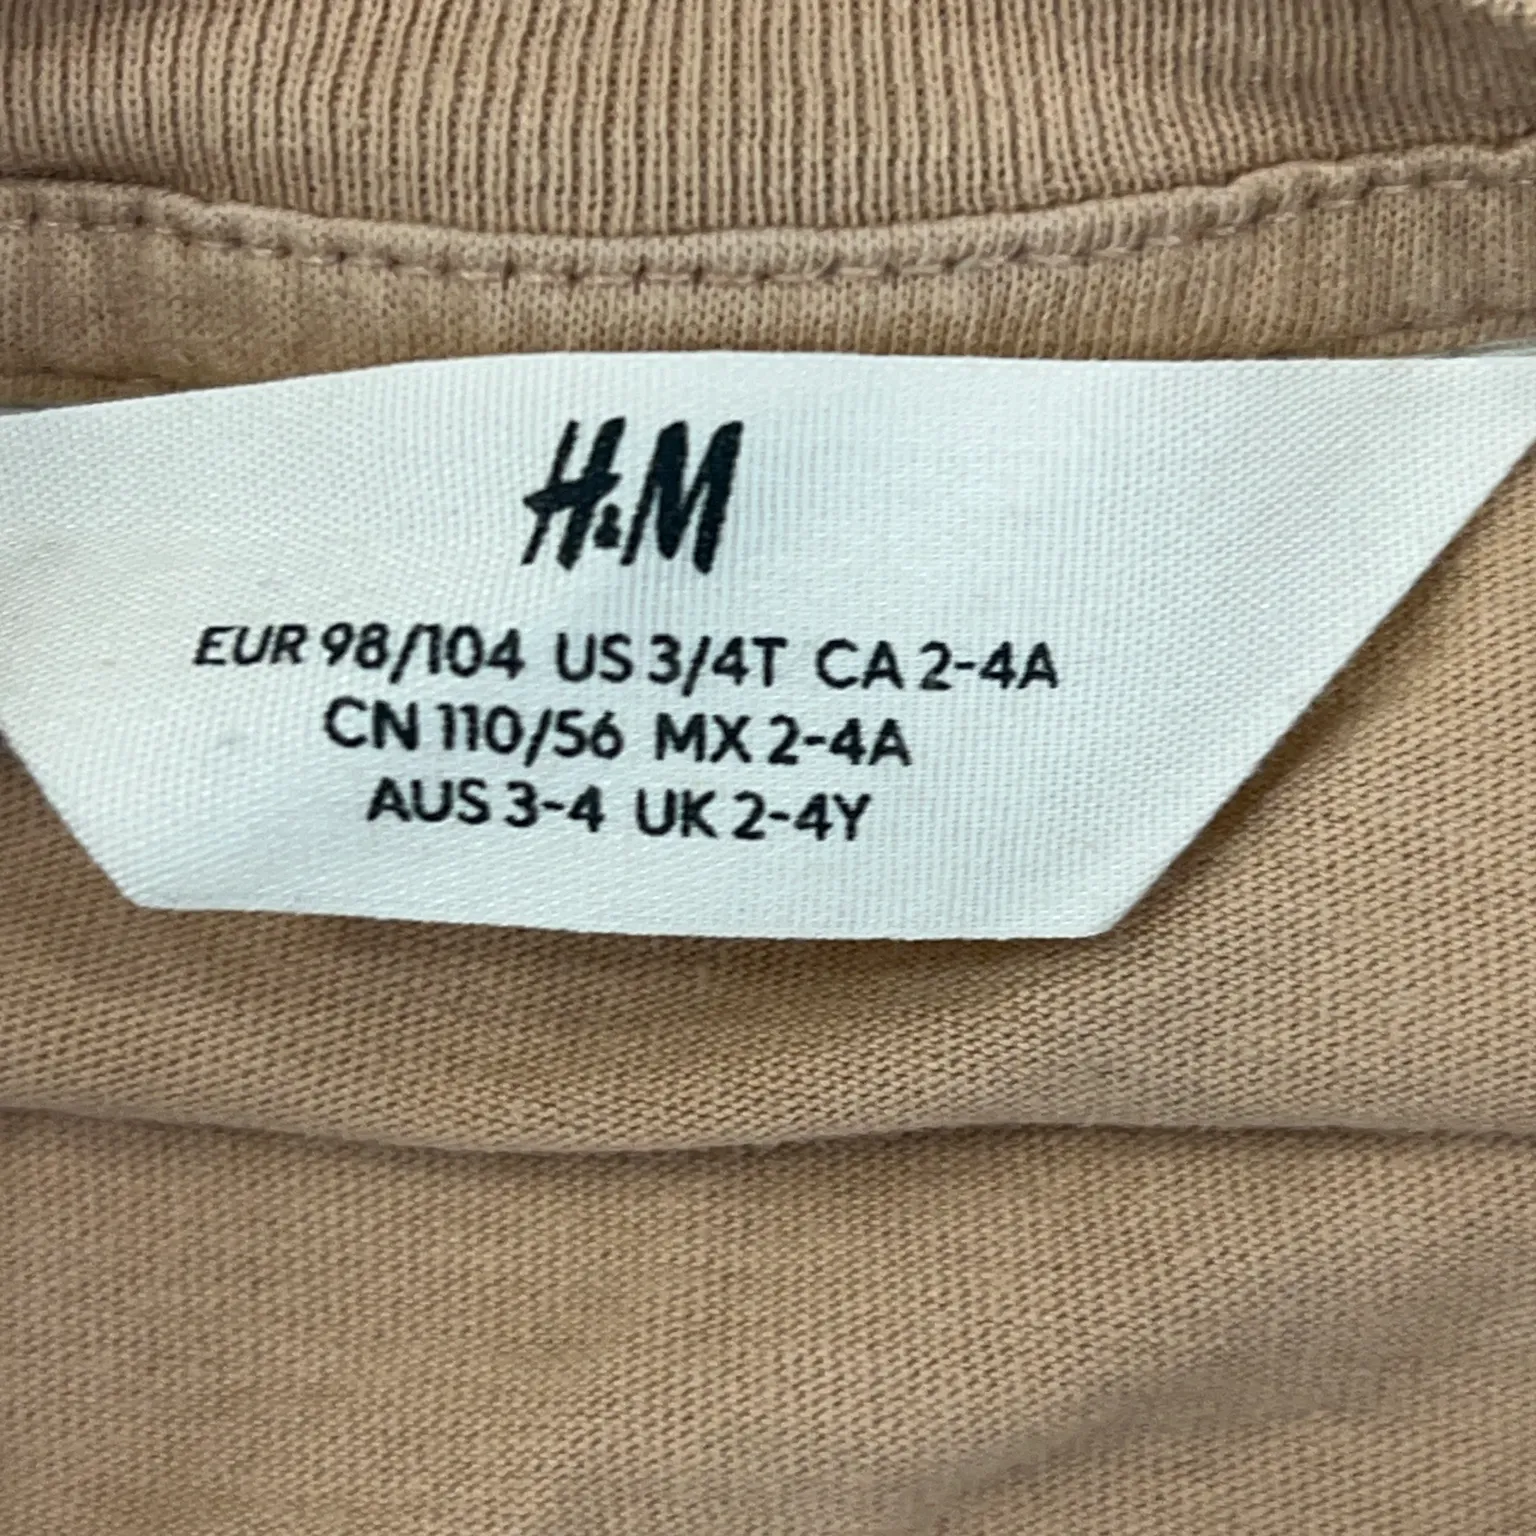 H&M
EUR 98/104 US 3/4T CA 2-4A
CN 110/56 MX 2-4A
AUS 3-4 UK 2-4Y